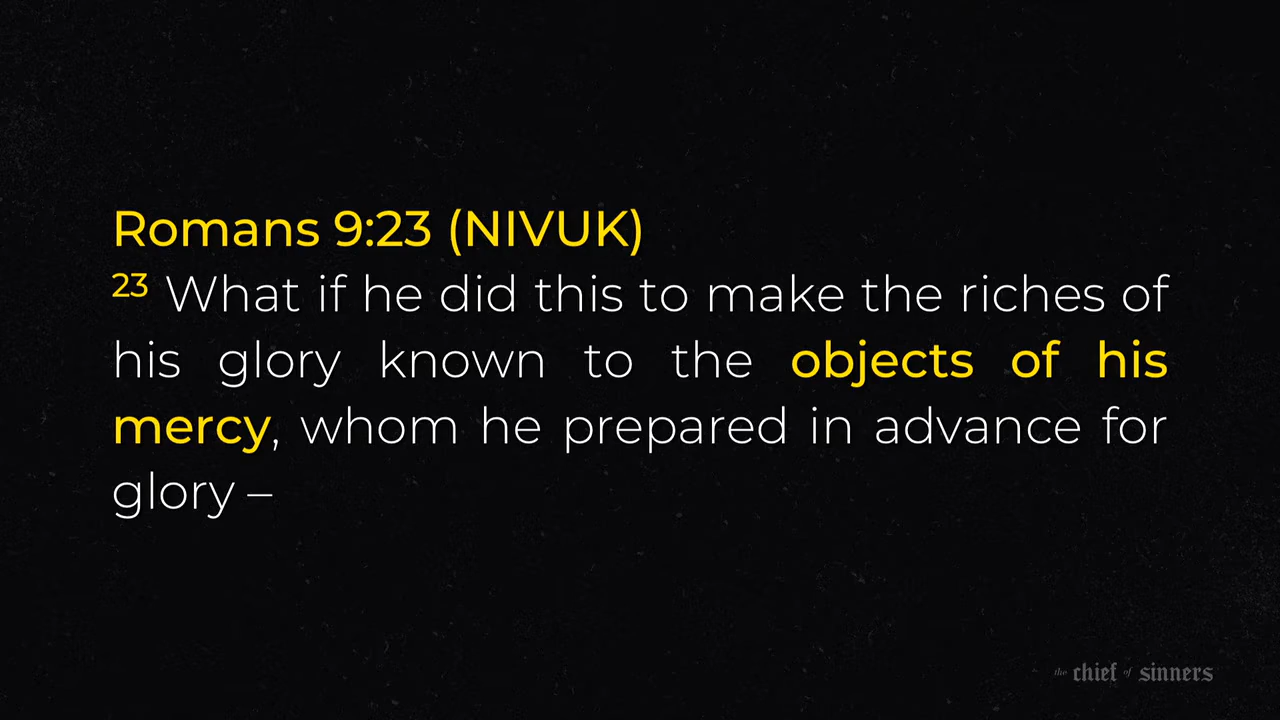 Romans 9:23 (NIVUK)
23 What if he did this to make the riches of
his glory known to the objects of his
mercy, whom he prepared in advance for
glory –
the chief of sinners